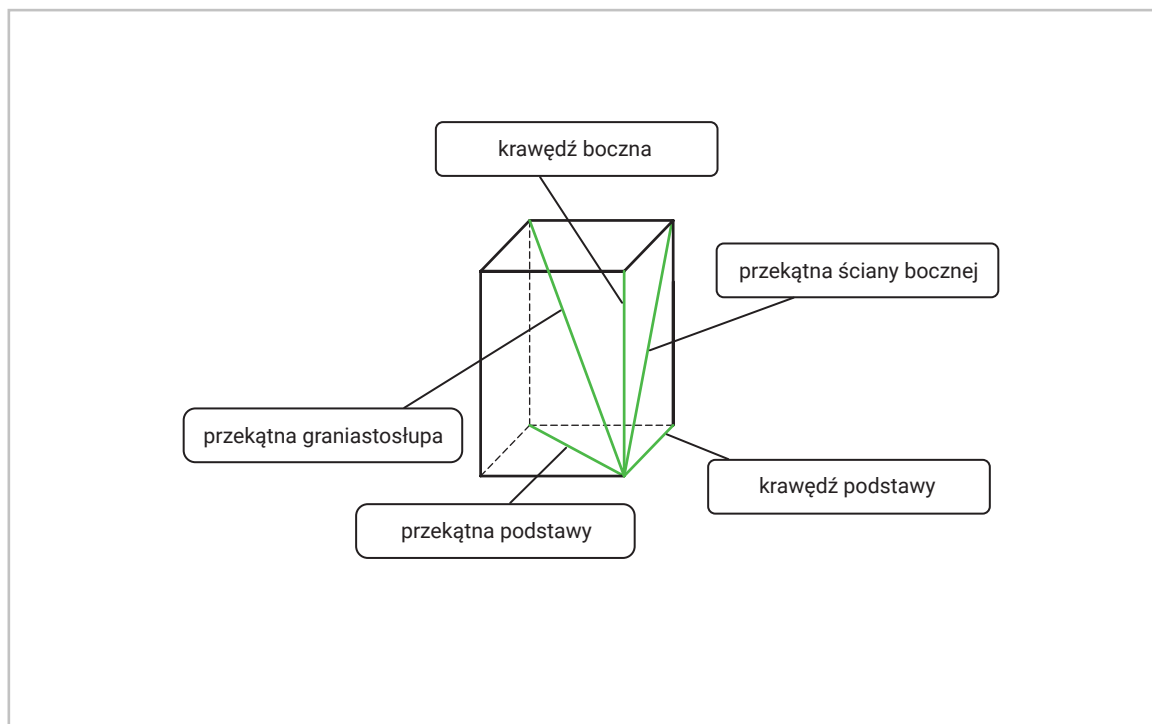 krawędź boczna
przekątna ściany bocznej
przekątna graniastosłupa
krawędź podstawy
przekątna podstawy